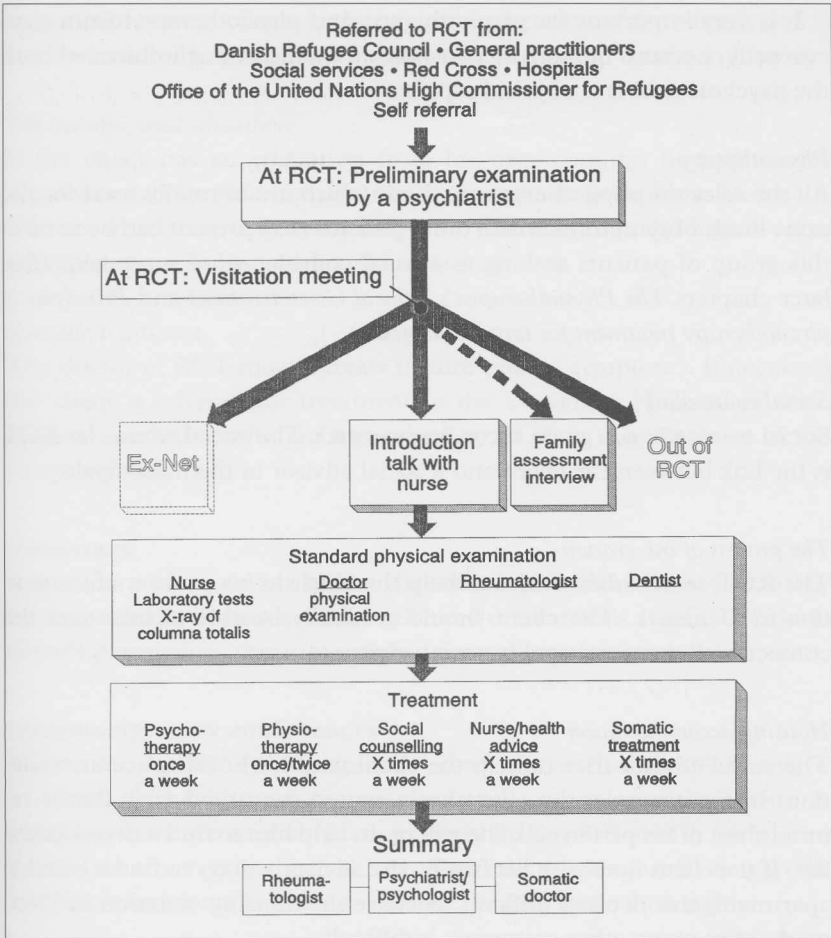 Referred to RCT from:
Danish Refugee Council • General practitioners
Social services • Red Cross • Hospitals
Office of the United Nations High Commissioner for Refugees
Self referral
At RCT: Preliminary examination
by a psychiatrist
At RCT: Visitation meeting
Ex-Net
Introduction
talk with
nurse
Family
assessment
interview
Out of
RCT
Standard physical examination
Nurse
Laboratory tests
X-ray of
columna totalis
Doctor
physical
examination
Rheumatologist
Dentist
Treatment
Psycho-
therapy
once
a week
Physio-
therapy
once/twice
a week
Social
counselling
X times
a week
Nurse/health
advice
X times
a week
Somatic
treatment
X times
a week
Summary
Rheuma-
tologist
Psychiatrist/
psychologist
Somatic
doctor